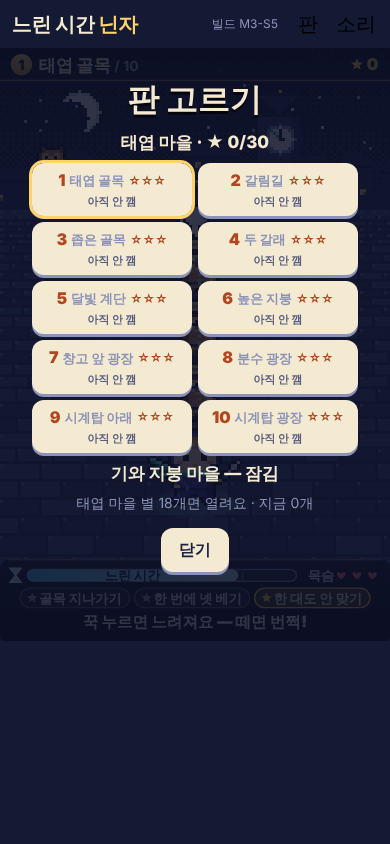 느린 시간 닌자 빌드 M3-S5 판 소리
1 태엽 골목 / 10 ★ 0
판 고르기
태엽 마을 · ★ 0/30
1 태엽 골목 ☆☆☆
아직 안 깸
2 갈림길 ☆☆☆
아직 안 깸
3 좁은 골목 ☆☆☆
아직 안 깸
4 두 갈래 ☆☆☆
아직 안 깸
5 달빛 계단 ☆☆☆
아직 안 깸
6 높은 지붕 ☆☆☆
아직 안 깸
7 창고 앞 광장 ☆☆☆
아직 안 깸
8 분수 광장 ☆☆☆
아직 안 깸
9 시계탑 아래 ☆☆☆
아직 안 깸
10 시계탑 광장 ☆☆☆
아직 안 깸
기와 지붕 마을 — 잠김
태엽 마을 별 18개면 열려요 · 지금 0개
닫기
느린 시간 목숨 ♥ ♥ ♥
★골목 지나가기 ★한 번에 넷 베기 ★한 대도 안 맞기
꾹 누르면 느려져요 — 떼면 번쩍!